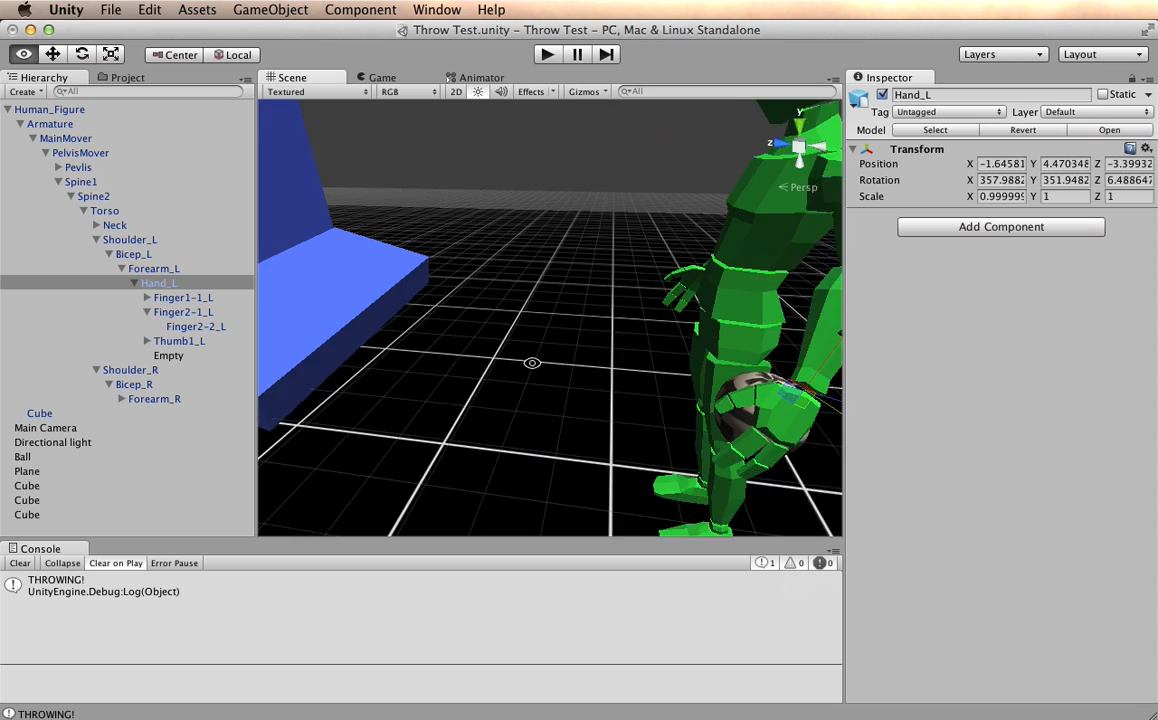 Unity File Edit Assets GameObject Component Window Help
Throw Test.unity – Throw Test – PC, Mac & Linux Standalone
Center Local Layers Layout
Hierarchy Project Scene Game Animator Inspector
Create All Textured RGB 2D Effects Gizmos All
Hand_L Static
Tag Untagged Layer Default
Model Select Revert Open
Transform
Position X -1.64581 Y 4.470348 Z -3.39932
Rotation X 357.9882 Y 351.9482 Z 6.488647
Scale X 0.999999 Y 1 Z 1
Add Component
Human_Figure
Armature
MainMover
PelvisMover
Pevlis
Spine1
Spine2
Torso
Neck
Shoulder_L
Bicep_L
Forearm_L
Hand_L
Finger1-1_L
Finger2-1_L
Finger2-2_L
Thumb1_L
Empty
Shoulder_R
Bicep_R
Forearm_R
Cube
Main Camera
Directional light
Ball
Plane
Cube
Cube
Cube
y
z
Persp
Console
Clear Collapse Clear on Play Error Pause 1 0 0
THROWING!
UnityEngine.Debug:Log(Object)
THROWING!